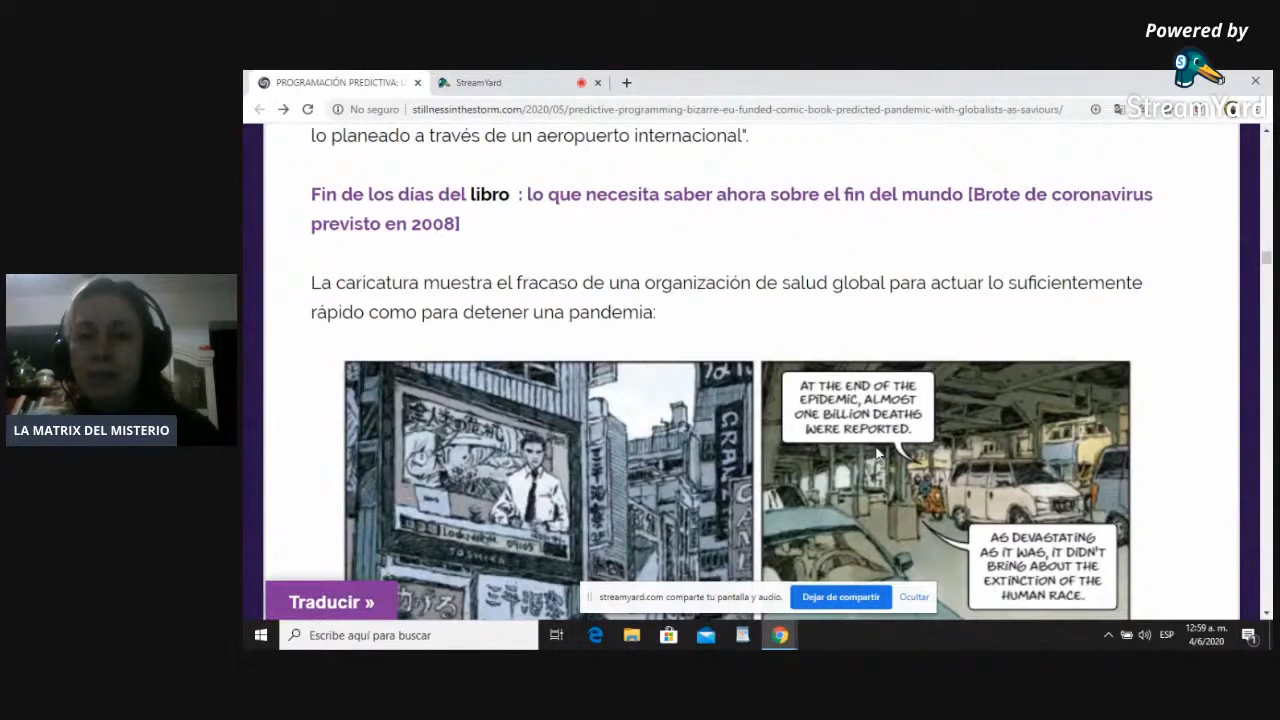 Powered by
StreamYard
PROGRAMACIÓN PREDICTIVA: U
StreamYard
No seguro
stillnessinthestorm.com/2020/05/predictive-programming-bizarre-eu-funded-comic-book-predicted-pandemic-with-globalists-as-saviours/
lo planeado a través de un aeropuerto internacional".
Fin de los días del libro : lo que necesita saber ahora sobre el fin del mundo [Brote de coronavirus
previsto en 2008]
La caricatura muestra el fracaso de una organización de salud global para actuar lo suficientemente
rápido como para detener una pandemia:
AT THE END OF THE
EPIDEMIC, ALMOST
ONE BILLION DEATHS
WERE REPORTED.
AS DEVASTATING
AS IT WAS, IT DIDN'T
BRING ABOUT THE
EXTINCTION OF THE
HUMAN RACE.
09:05
TOSHIBA
GRAN
LA MATRIX DEL MISTERIO
Traducir »
streamyard.com comparte tu pantalla y audio.
Dejar de compartir
Ocultar
Escribe aquí para buscar
ESP
12:59 a. m.
4/6/2020